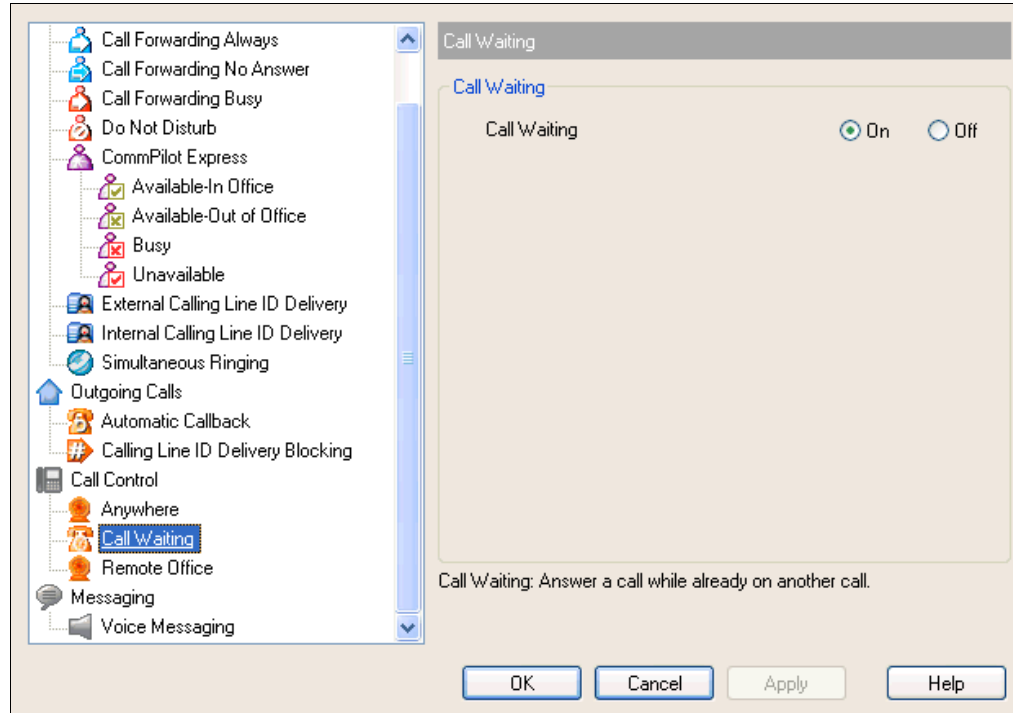 Call Forwarding Always
Call Forwarding No Answer
Call Forwarding Busy
Do Not Disturb
CommPilot Express
Available-In Office
Available-Out of Office
Busy
Unavailable
External Calling Line ID Delivery
Internal Calling Line ID Delivery
Simultaneous Ringing
Outgoing Calls
Automatic Callback
Calling Line ID Delivery Blocking
Call Control
Anywhere
Call Waiting
Remote Office
Messaging
Voice Messaging
Call Waiting
Call Waiting
Call Waiting On Off
Call Waiting: Answer a call while already on another call.
OK Cancel Apply Help